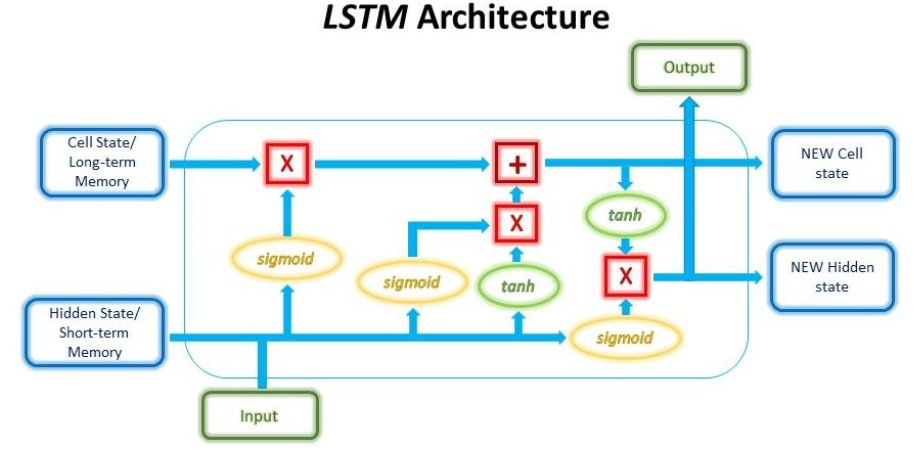 LSTM Architecture
Output
Cell State/
Long-term
Memory
X
+
NEW Cell
state
tanh
X
sigmoid
sigmoid
tanh
X
NEW Hidden
state
Hidden State/
Short-term
Memory
sigmoid
Input